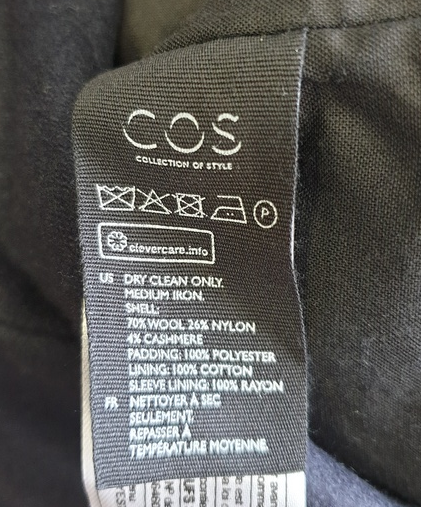 COS
COLLECTION OF STYLE
P
clevercare.info
US DRY CLEAN ONLY.
MEDIUM IRON.
SHELL:
70% WOOL 26% NYLON
4% CASHMERE
PADDING: 100% POLYESTER
LINING: 100% COTTON
SLEEVE LINING: 100% RAYON
FR NETTOYER À SEC
SEULEMENT.
REPASSER À
TEMPÉRATURE MOYENNE.